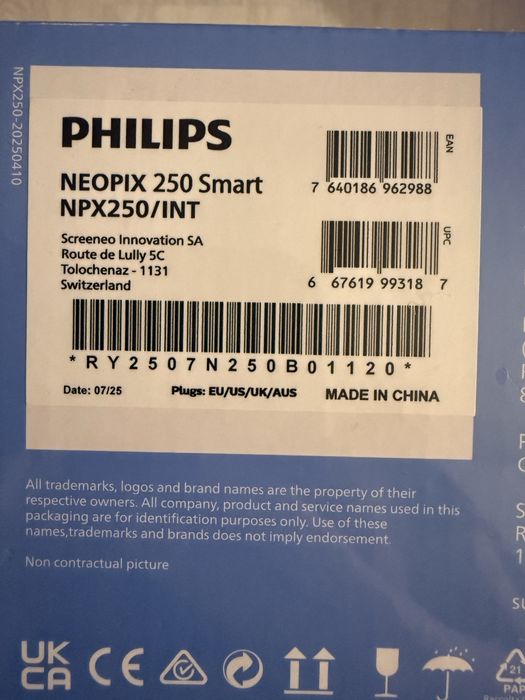 NPX250-20250410
PHILIPS
NEOPIX 250 Smart
NPX250/INT
Screeneo Innovation SA
Route de Lully 5C
Tolochenaz - 1131
Switzerland
EAN
7 640186 962988
UPC
6 67619 99318 7
*RY2507N250B01120*
Date: 07/25
Plugs: EU/US/UK/AUS
MADE IN CHINA
All trademarks, logos and brand names are the property of their
respective owners. All company, product and service names used in this
packaging are for identification purposes only. Use of these
names,trademarks and brands does not imply endorsement.
Non contractual picture
UK
CA
CE
21
PAP